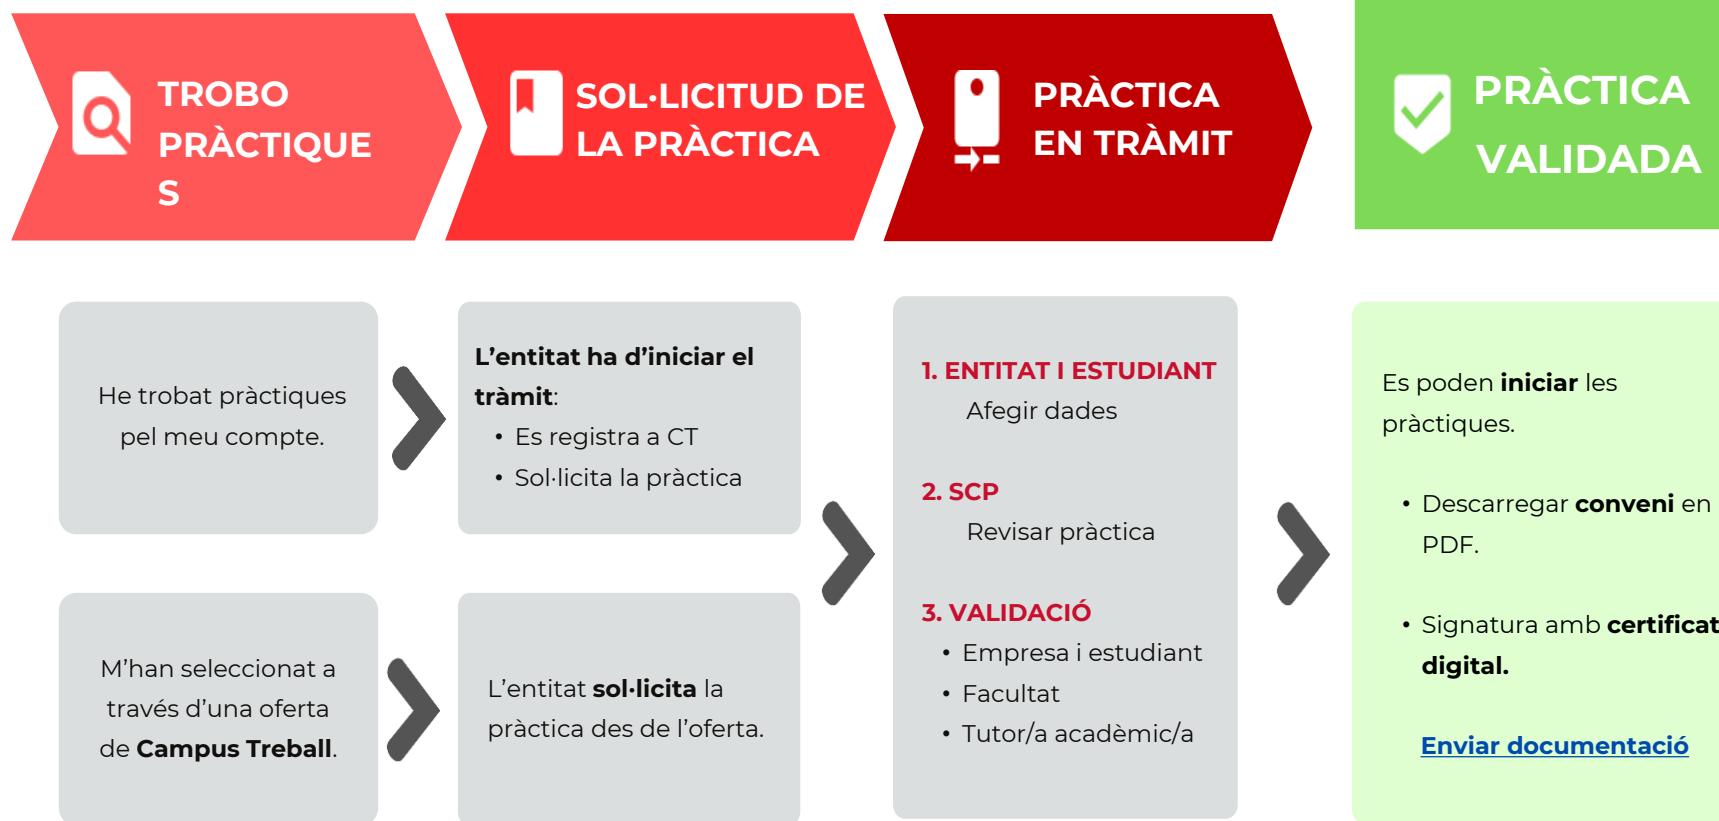 TROBO
PRÀCTIQUE
S
SOL·LICITUD DE
LA PRÀCTICA
PRÀCTICA
EN TRÀMIT
PRÀCTICA
VALIDADA
He trobat pràctiques
pel meu compte.
L’entitat ha d’iniciar el
tràmit:
• Es registra a CT
• Sol·licita la pràctica
M’han seleccionat a
través d’una oferta
de Campus Treball.
L’entitat sol·licita la
pràctica des de l’oferta.
1. ENTITAT I ESTUDIANT
Afegir dades
2. SCP
Revisar pràctica
3. VALIDACIÓ
• Empresa i estudiant
• Facultat
• Tutor/a acadèmic/a
Es poden iniciar les
pràctiques.
• Descarregar conveni en
PDF.
• Signatura amb certificat
digital.
Enviar documentació